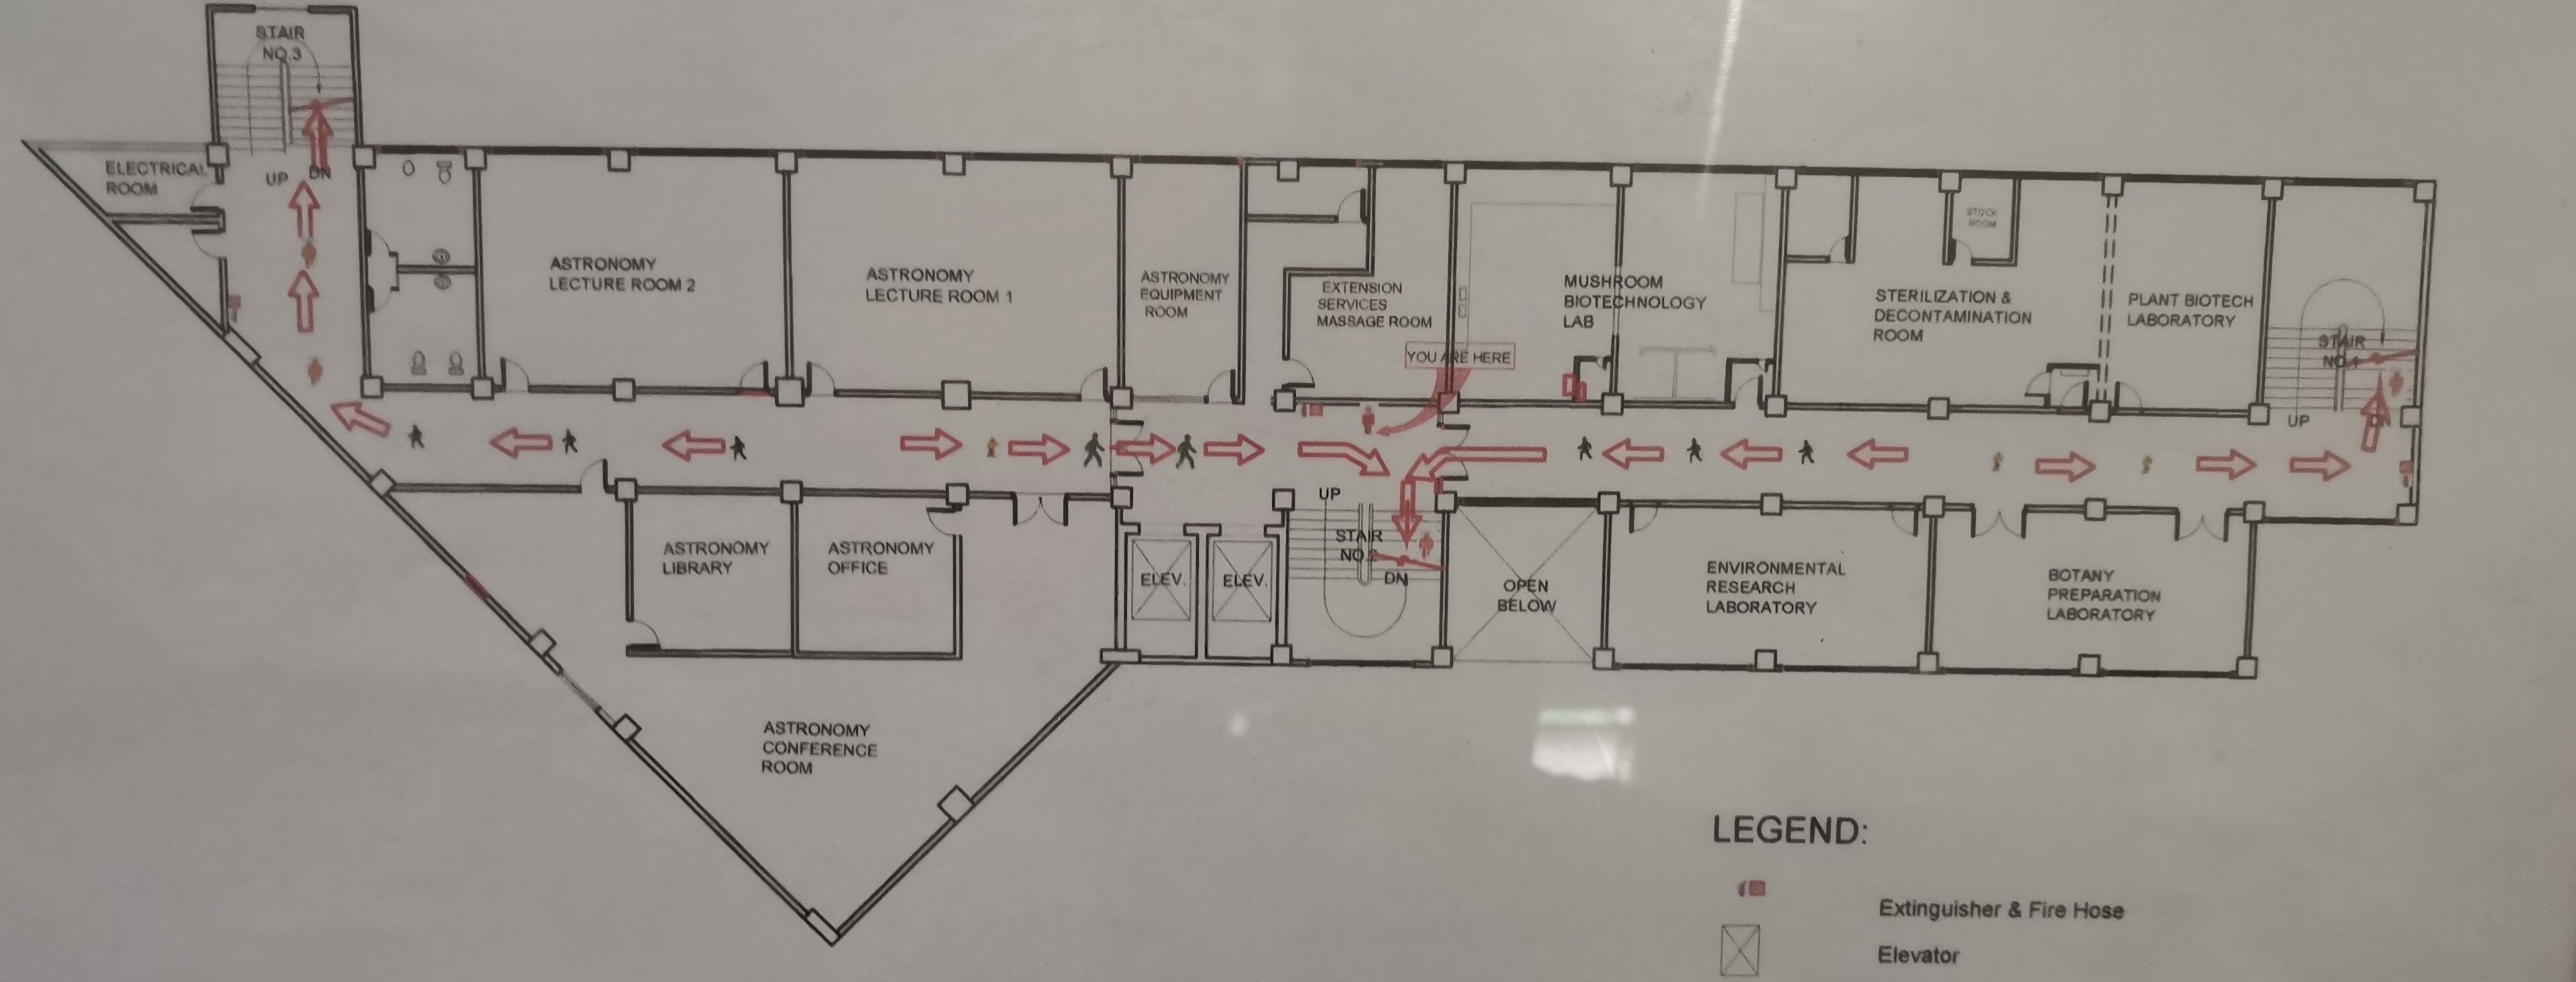 STAIR
NO.3
ELECTRICAL
ROOM
UP
DN
ASTRONOMY
LECTURE ROOM 2
ASTRONOMY
LECTURE ROOM 1
ASTRONOMY
EQUIPMENT
ROOM
EXTENSION
SERVICES
MASSAGE ROOM
YOU ARE HERE
MUSHROOM
BIOTECHNOLOGY
LAB
STOCK
ROOM
STERILIZATION &
DECONTAMINATION
ROOM
PLANT BIOTECH
LABORATORY
STAIR
NO.1
UP
DN
ASTRONOMY
LIBRARY
ASTRONOMY
OFFICE
ELEV.
ELEV.
UP
STAIR
NO.2
DN
OPEN
BELOW
ENVIRONMENTAL
RESEARCH
LABORATORY
BOTANY
PREPARATION
LABORATORY
ASTRONOMY
CONFERENCE
ROOM
LEGEND:
Extinguisher & Fire Hose
Elevator